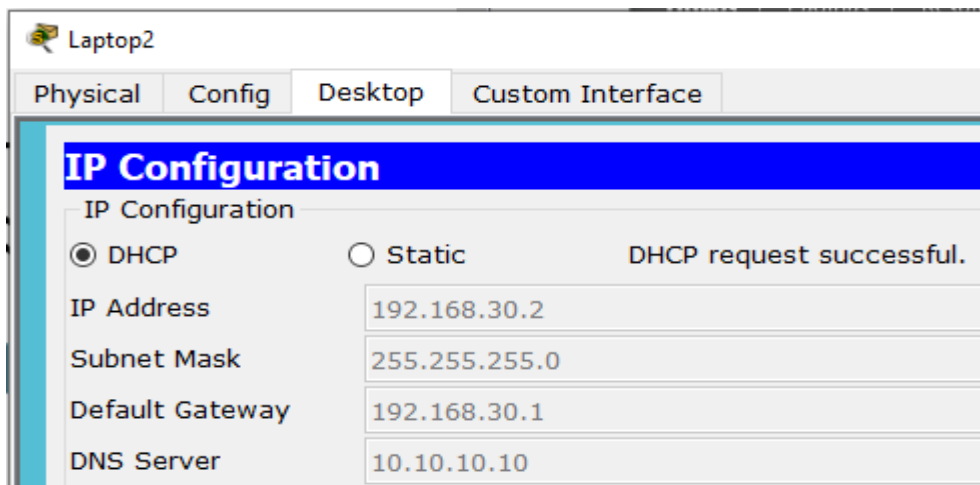 Laptop2
Physical Config Desktop Custom Interface
IP Configuration
IP Configuration
DHCP Static DHCP request successful.
IP Address 192.168.30.2
Subnet Mask 255.255.255.0
Default Gateway 192.168.30.1
DNS Server 10.10.10.10